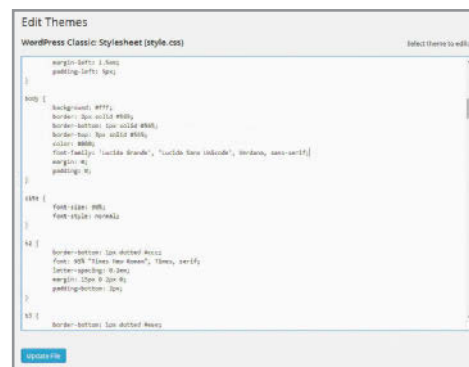 Edit Themes
WordPress Classic: Stylesheet (style.css)
Select theme to edit:
margin-left: 1.5em;
padding-left: 5px;
}
body {
background: #fff;
border: 2px solid #565;
border-bottom: 1px solid #565;
border-top: 3px solid #565;
color: #000;
font-family: 'Lucida Grande', 'Lucida Sans Unicode', Verdana, sans-serif;
margin: 0;
padding: 0;
}
cite {
font-size: 90%;
font-style: normal;
}
h2 {
border-bottom: 1px dotted #ccc;
font: 95% "Times New Roman", Times, serif;
letter-spacing: 0.2em;
margin: 15px 0 2px 0;
padding-bottom: 2px;
}
h3 {
border-bottom: 1px dotted #eee;
Update File